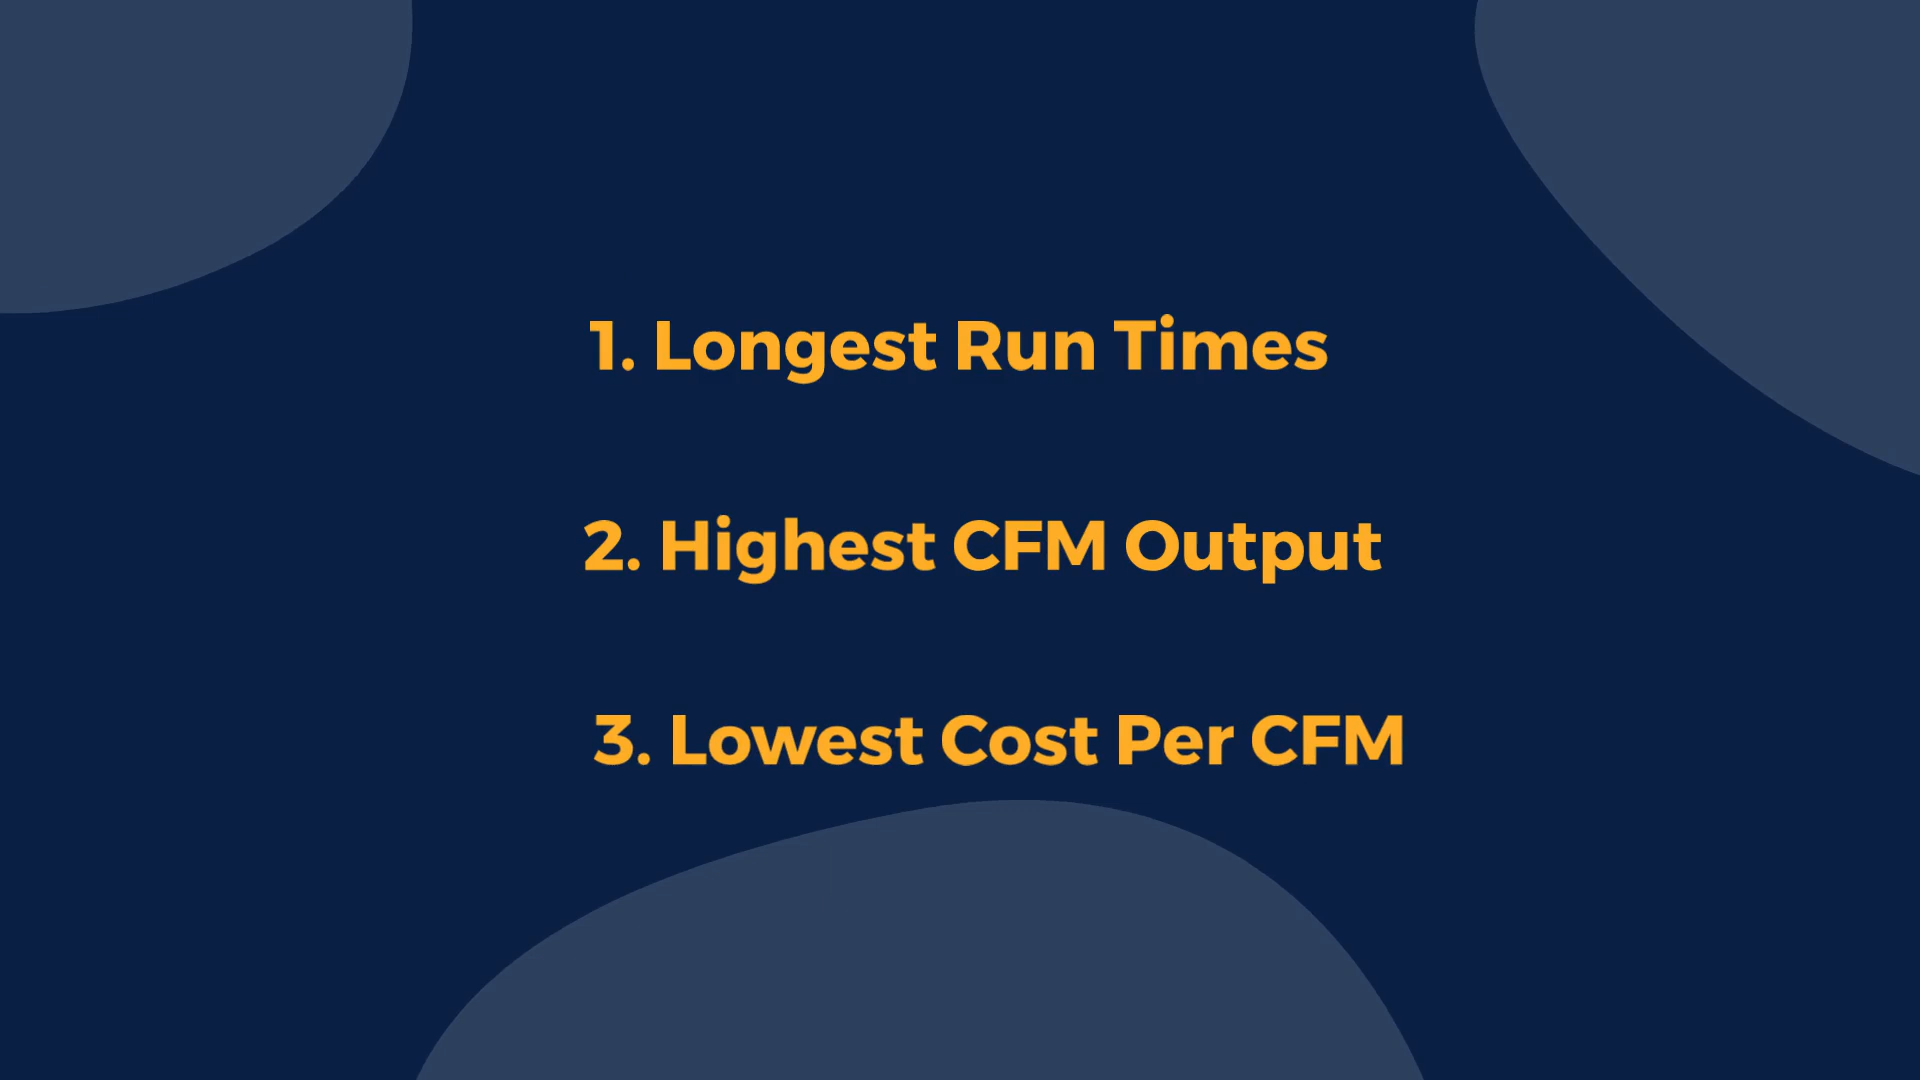 1. Longest Run Times
2. Highest CFM Output
3. Lowest Cost Per CFM